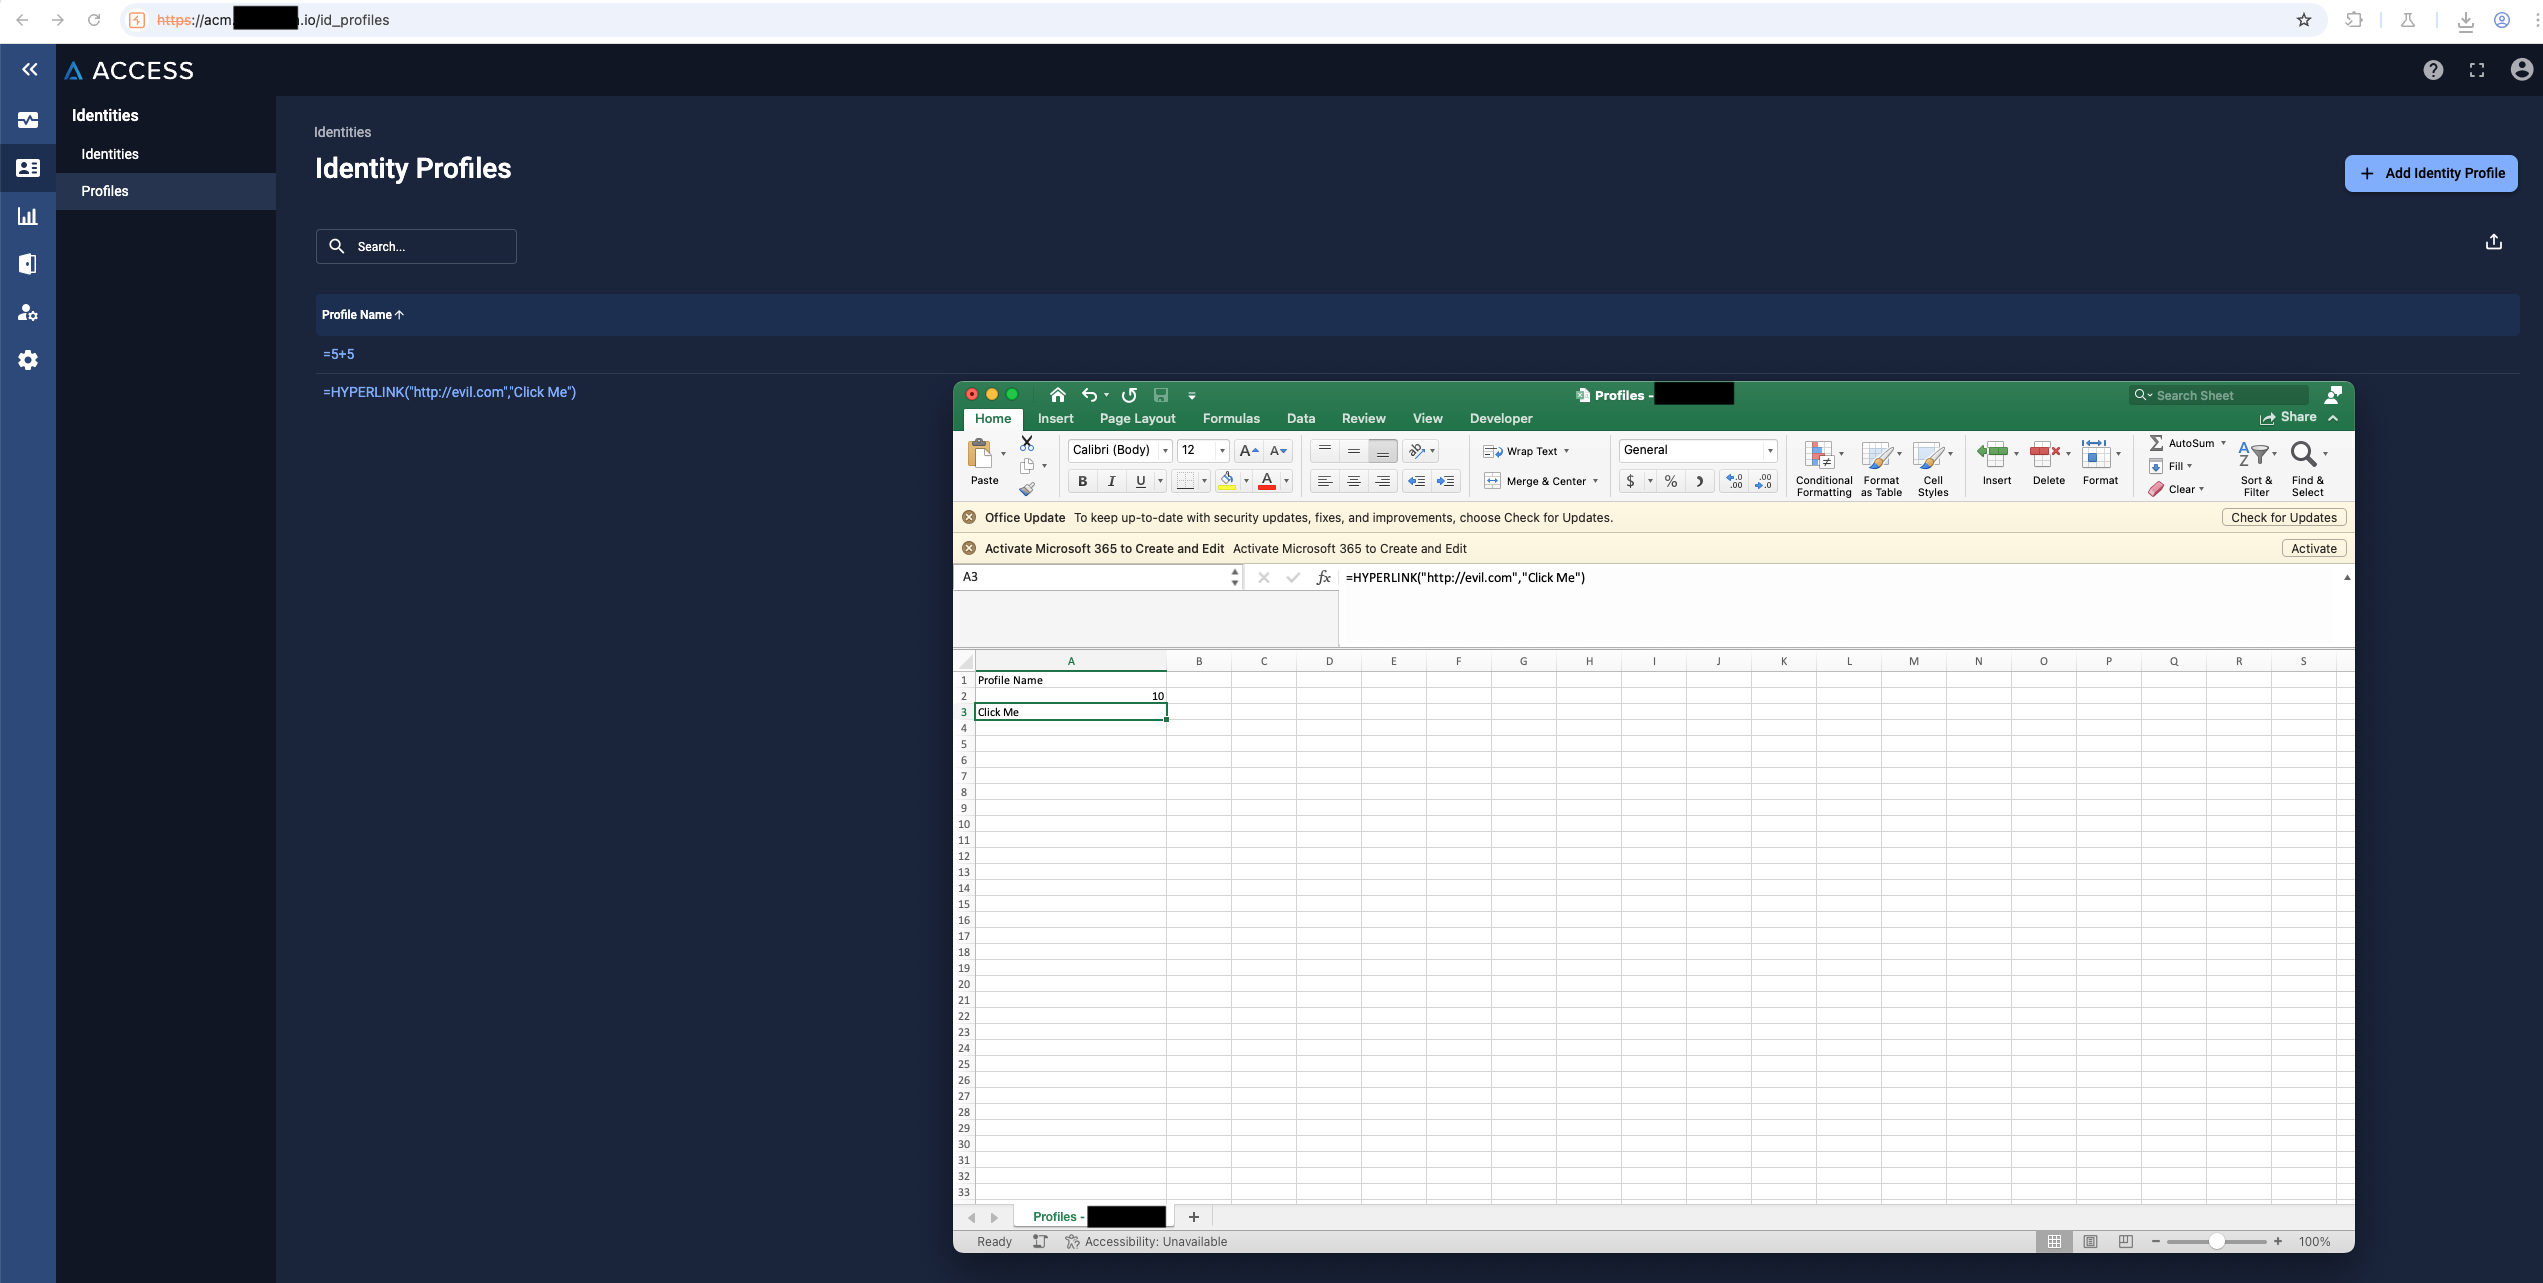 https://acm. .io/id_profiles
ACCESS
Identities
Identities
Profiles
Identities
Identity Profiles
+ Add Identity Profile
Search...
Profile Name ↑
=5+5
=HYPERLINK("http://evil.com","Click Me")
Profiles -
Search Sheet
Home Insert Page Layout Formulas Data Review View Developer
Share
Paste
Calibri (Body) 12
B I U
Wrap Text
Merge & Center
General
$ %
Conditional Formatting
Format as Table
Cell Styles
Insert
Delete
Format
AutoSum
Fill
Clear
Sort & Filter
Find & Select
Office Update To keep up-to-date with security updates, fixes, and improvements, choose Check for Updates.
Check for Updates
Activate Microsoft 365 to Create and Edit Activate Microsoft 365 to Create and Edit
Activate
A3
fx =HYPERLINK("http://evil.com","Click Me")
A B C D E F G H I J K L M N O P Q R S
1 Profile Name
2 10
3 Click Me
4
5
6
7
8
9
10
11
12
13
14
15
16
17
18
19
20
21
22
23
24
25
26
27
28
29
30
31
32
33
Profiles -
+
Ready
Accessibility: Unavailable
100%